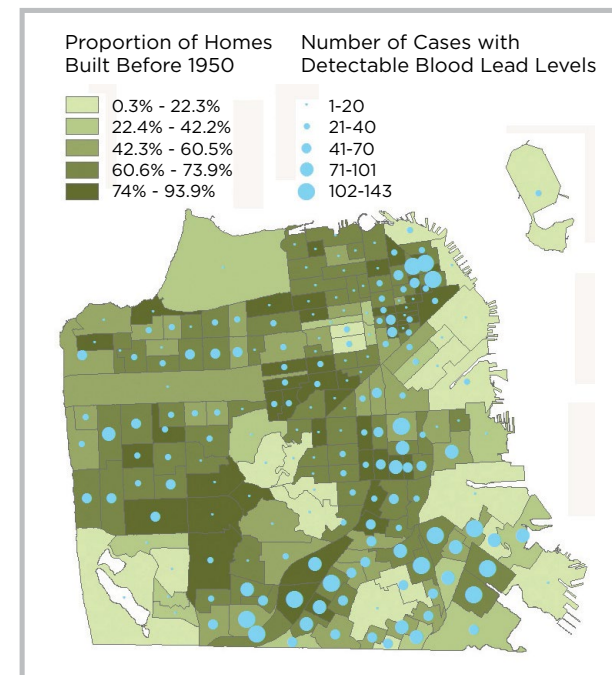 Proportion of Homes
Built Before 1950
0.3% - 22.3%
22.4% - 42.2%
42.3% - 60.5%
60.6% - 73.9%
74% - 93.9%
Number of Cases with
Detectable Blood Lead Levels
1-20
21-40
41-70
71-101
102-143